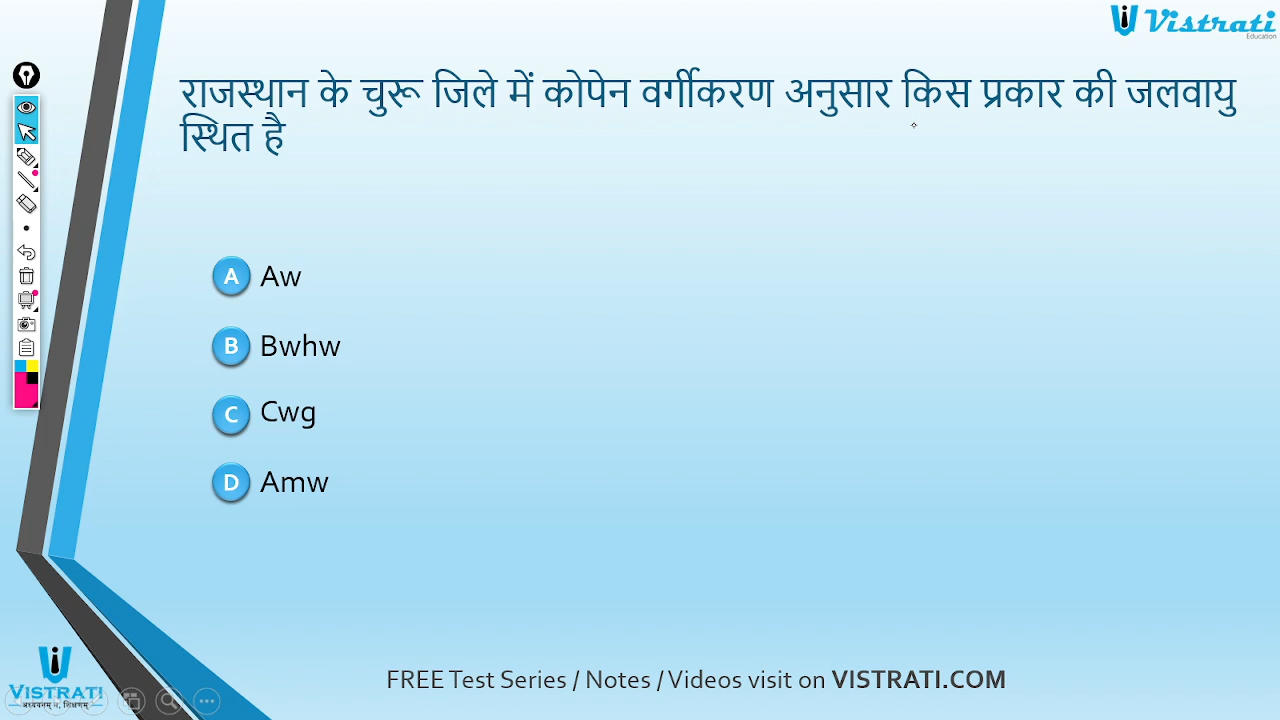 Vistrati
Education
राजस्थान के चुरू जिले में कोपेन वर्गीकरण अनुसार किस प्रकार की जलवायु
स्थित है
A Aw
B Bwhw
C Cwg
D Amw
FREE Test Series / Notes / Videos visit on VISTRATI.COM
VISTRATI